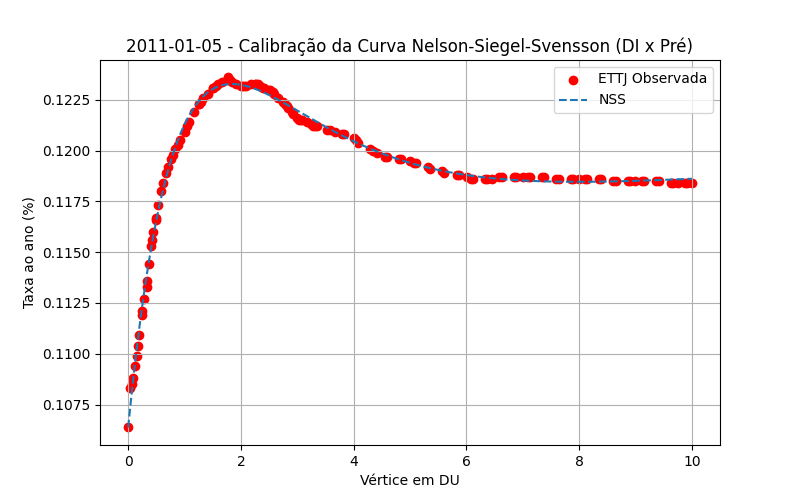 2011-01-05 - Calibração da Curva Nelson-Siegel-Svensson (DI x Pré)
ETTJ Observada
NSS
Taxa ao ano (%)
0.1225
0.1200
0.1175
0.1150
0.1125
0.1100
0.1075
0 2 4 6 8 10
Vértice em DU